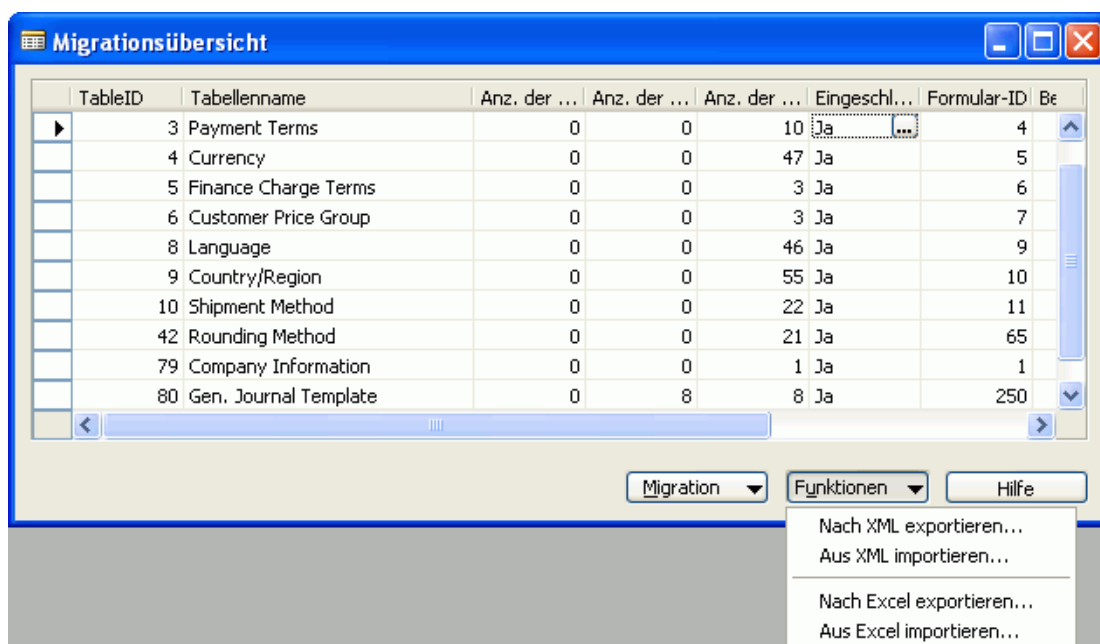 Migrationsübersicht
TableID Tabellenname Anz. der ... Anz. der ... Anz. der ... Eingeschl... Formular-ID Be
3 Payment Terms 0 0 10 Ja ... 4
4 Currency 0 0 47 Ja 5
5 Finance Charge Terms 0 0 3 Ja 6
6 Customer Price Group 0 0 3 Ja 7
8 Language 0 0 46 Ja 9
9 Country/Region 0 0 55 Ja 10
10 Shipment Method 0 0 22 Ja 11
42 Rounding Method 0 0 21 Ja 65
79 Company Information 0 0 1 Ja 1
80 Gen. Journal Template 0 8 8 Ja 250
Migration Funktionen Hilfe
Nach XML exportieren...
Aus XML importieren...
Nach Excel exportieren...
Aus Excel importieren...